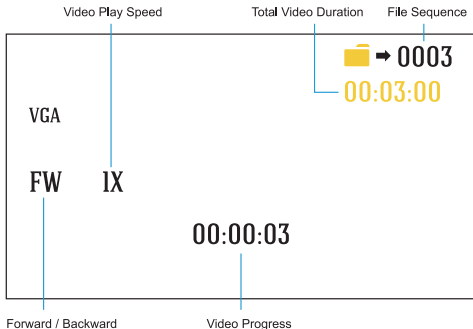 Video Play Speed Total Video Duration File Sequence
0003
00:03:00
VGA
FW 1X
00:00:03
Forward / Backward Video Progress